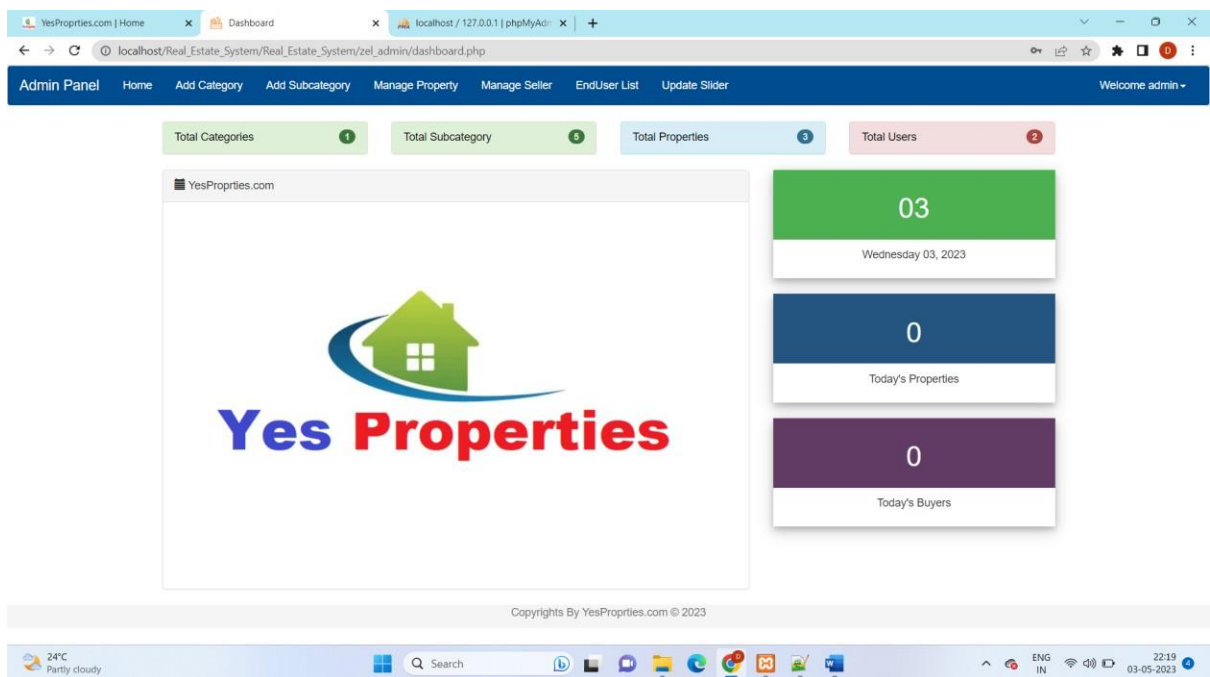 YesProprties.com | Home
Dashboard
localhost / 127.0.0.1 | phpMyAdm
localhost/Real_Estate_System/Real_Estate_System/zel_admin/dashboard.php
D
Admin Panel Home Add Category Add Subcategory Manage Property Manage Seller EndUser List Update Slider Welcome admin
Total Categories 1 Total Subcategory 5 Total Properties 3 Total Users 2
YesProprties.com
03
Wednesday 03, 2023
0
Today's Properties
Yes Properties
0
Today's Buyers
Copyrights By YesProprties.com © 2023
24°C
Partly cloudy
Search
ENG
IN
22:19
03-05-2023
4